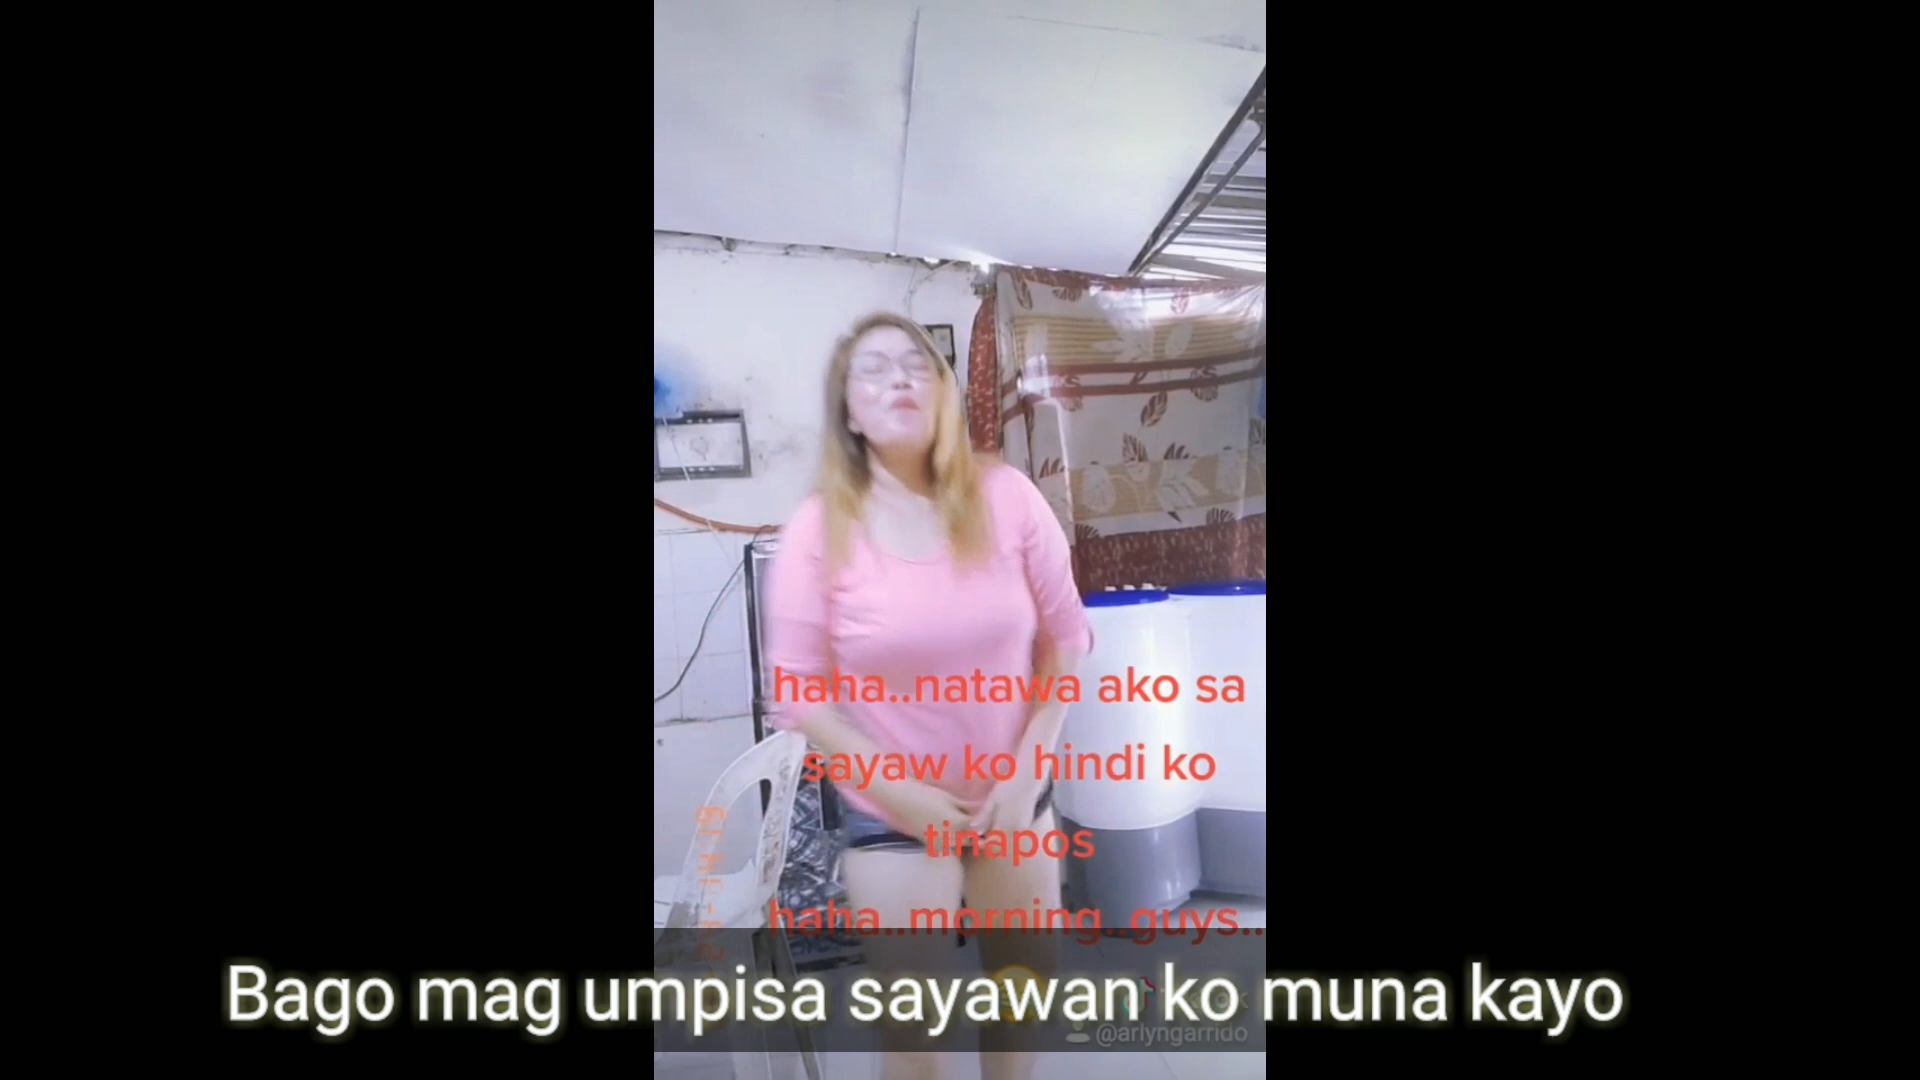 haha..natawa ako sa
sayaw ko hindi ko
tinapos
haha..morning..guys..
Bago mag umpisa sayawan ko muna kayo
@arlyngarrido